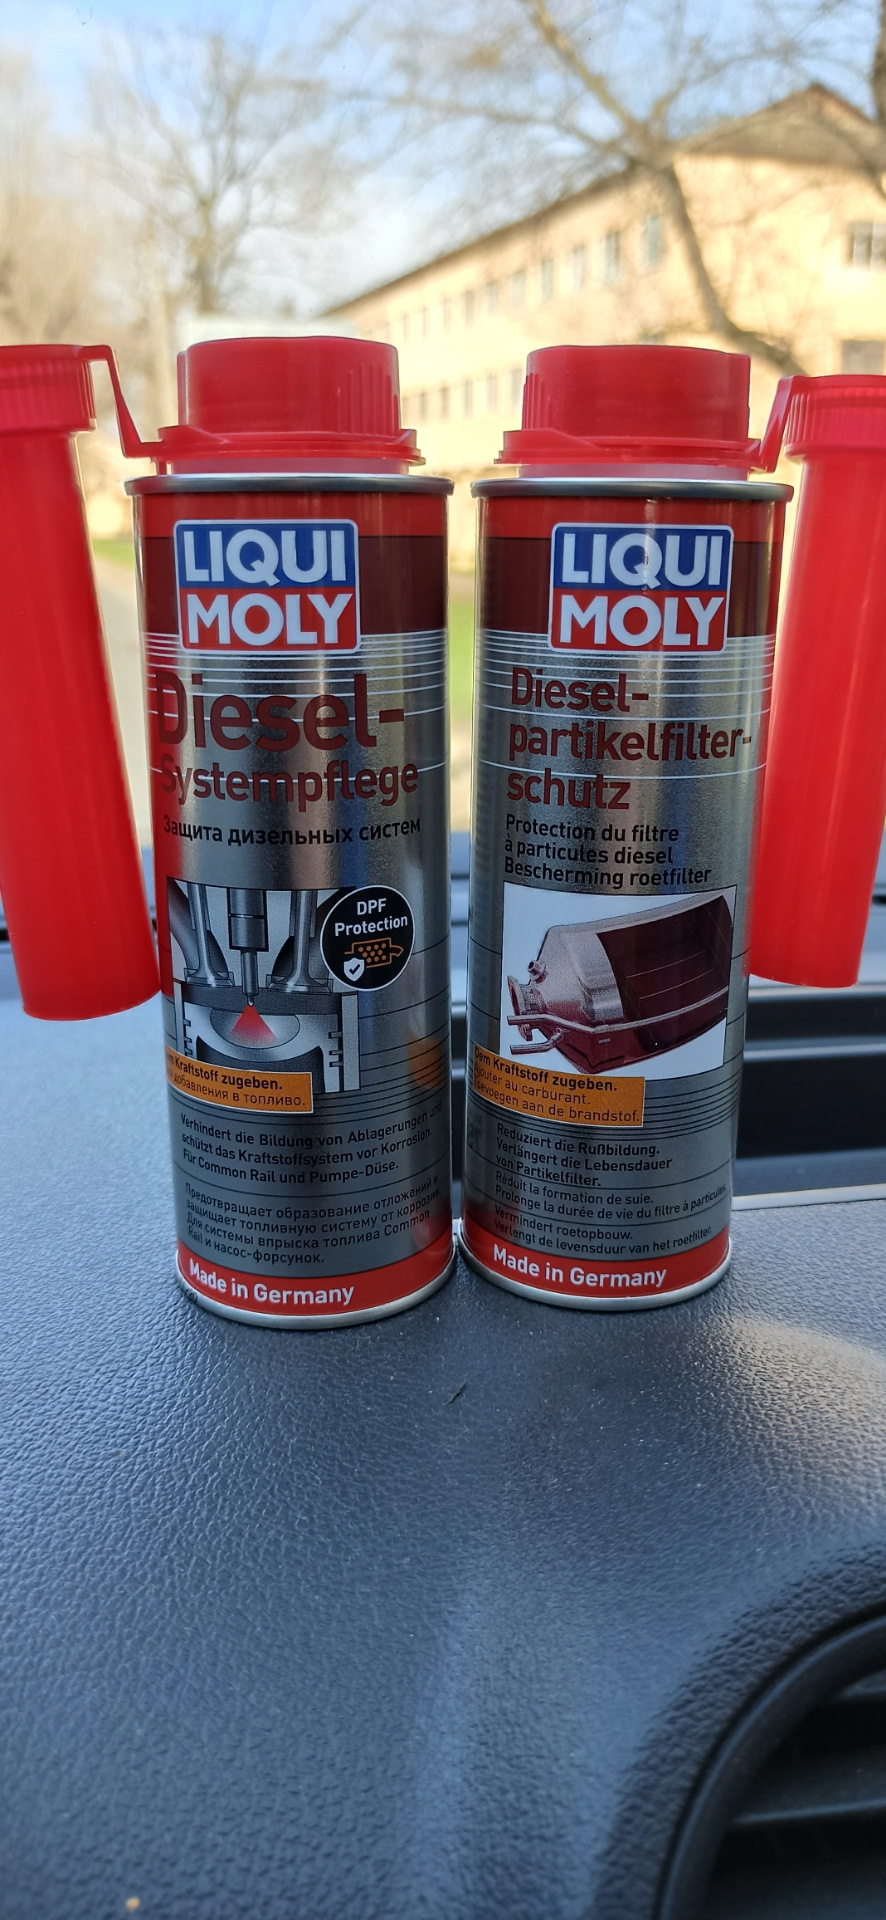 LIQUI
MOLY
Diesel-
Systempflege
Защита дизельных систем
DPF
Protection
Kraftstoff zugeben.
добавления в топливо.
Verhindert die Bildung von Ablagerungen und
schützt das Kraftstoffsystem vor Korrosion.
Für Common Rail und Pumpe-Düse.
Предотвращает образование отложений и
защищает топливную систему от коррозии.
Для системы впрыска топлива Common
Rail и насос-форсунок.
Made in Germany
LIQUI
MOLY
Diesel-
partikelfilter-
schutz
Protection du filtre
à particules diesel
Bescherming roetfilter
Dem Kraftstoff zugeben.
Ajouter au carburant.
Toevoegen aan de brandstof.
Reduziert die Rußbildung.
Verlängert die Lebensdauer
von Partikelfilter.
Réduit la formation de suie.
Prolonge la durée de vie du filtre à particules.
Vermindert roetopbouw.
Verlengt de levensduur van het roetfilter.
Made in Germany